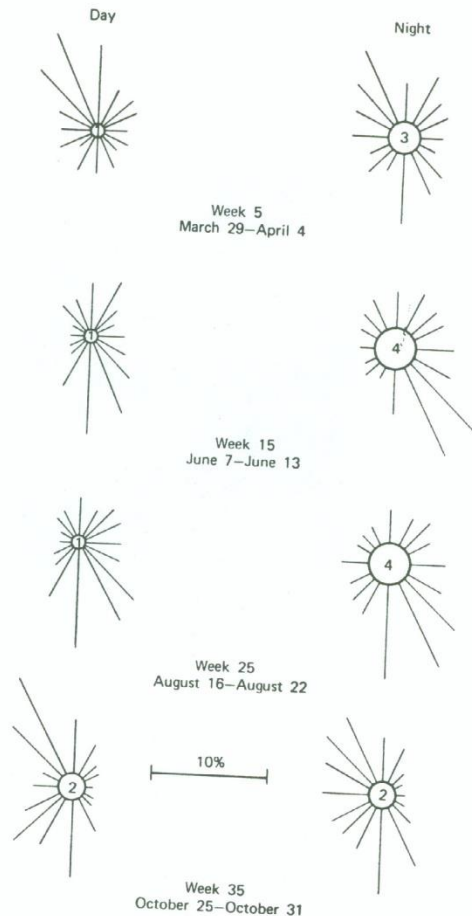 Day
Night
1
3
Week 5
March 29—April 4
1
4
Week 15
June 7—June 13
1
4
Week 25
August 16—August 22
2
10%
2
Week 35
October 25—October 31